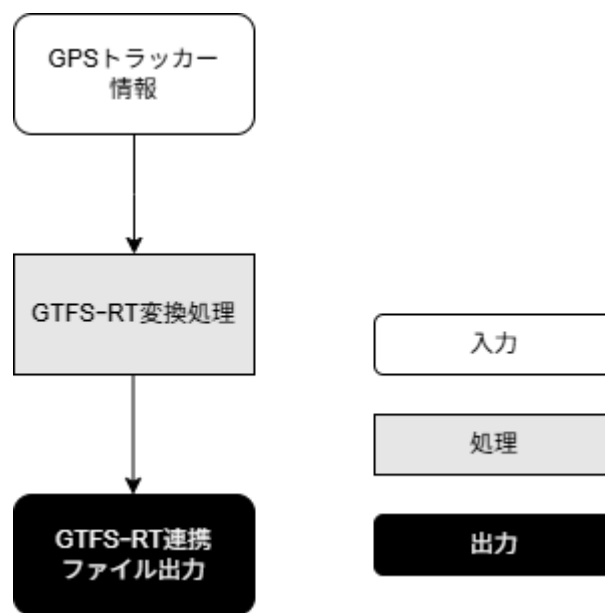 GPSトラッカー
情報
GTFS-RT変換処理
GTFS-RT連携
ファイル出力
入力
処理
出力